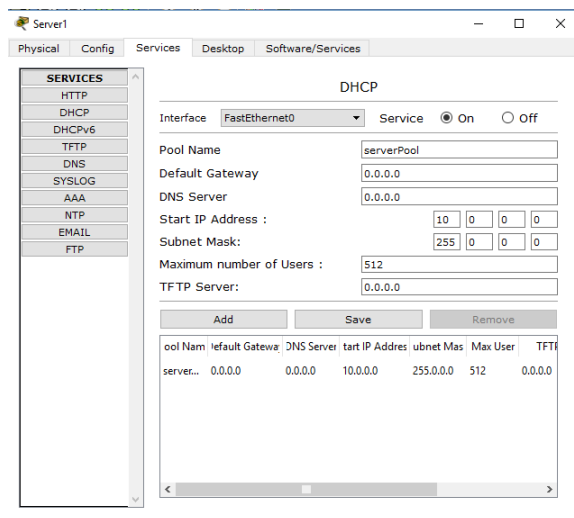 Server1
Physical Config Services Desktop Software/Services
SERVICES
HTTP
DHCP
DHCPv6
TFTP
DNS
SYSLOG
AAA
NTP
EMAIL
FTP
DHCP
Interface FastEthernet0 Service On Off
Pool Name serverPool
Default Gateway 0.0.0.0
DNS Server 0.0.0.0
Start IP Address : 10 0 0 0
Subnet Mask: 255 0 0 0
Maximum number of Users : 512
TFTP Server: 0.0.0.0
Add Save Remove
ool Nam efault Gateway DNS Server tart IP Addres ubnet Mas Max User TFTP
server... 0.0.0.0 0.0.0.0 10.0.0.0 255.0.0.0 512 0.0.0.0